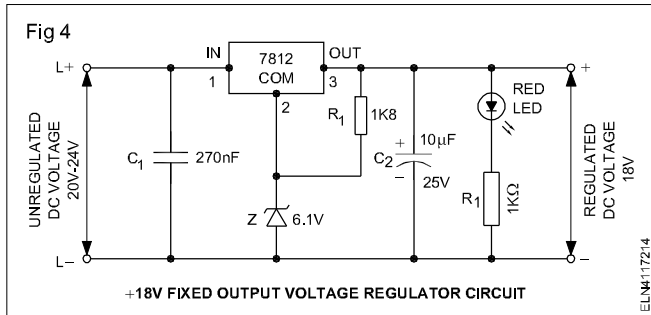 Fig 4
L+
IN
7812
COM
OUT
1
2
3
R1
1K8
+
RED
LED
UNREGULATED
DC VOLTAGE
20V-24V
C1
270nF
Z
6.1V
C2
+
10µF
−
25V
R1
1KΩ
REGULATED
DC VOLTAGE
18V
L−
−
+18V FIXED OUTPUT VOLTAGE REGULATOR CIRCUIT
ELN4117214